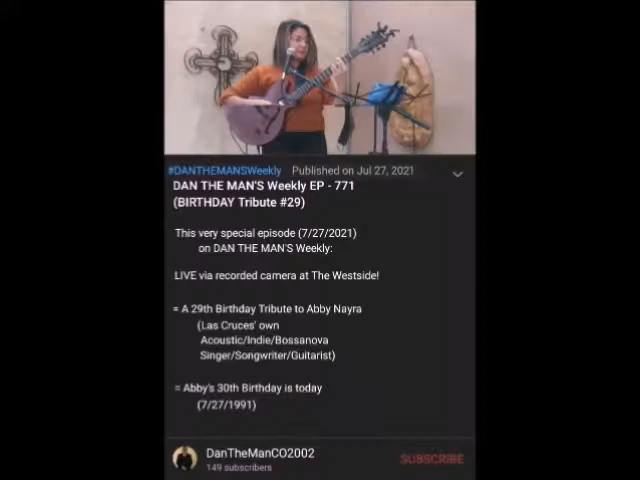 #DANTHEMANSWeekly Published on Jul 27, 2021
DAN THE MAN'S Weekly EP - 771
(BIRTHDAY Tribute #29)
This very special episode (7/27/2021)
on DAN THE MAN'S Weekly:
LIVE via recorded camera at The Westside!
= A 29th Birthday Tribute to Abby Nayra
(Las Cruces' own
Acoustic/Indie/Bossanova
Singer/Songwriter/Guitarist)
= Abby's 30th Birthday is today
(7/27/1991)
DanTheManCO2002
149 subscribers
SUBSCRIBE